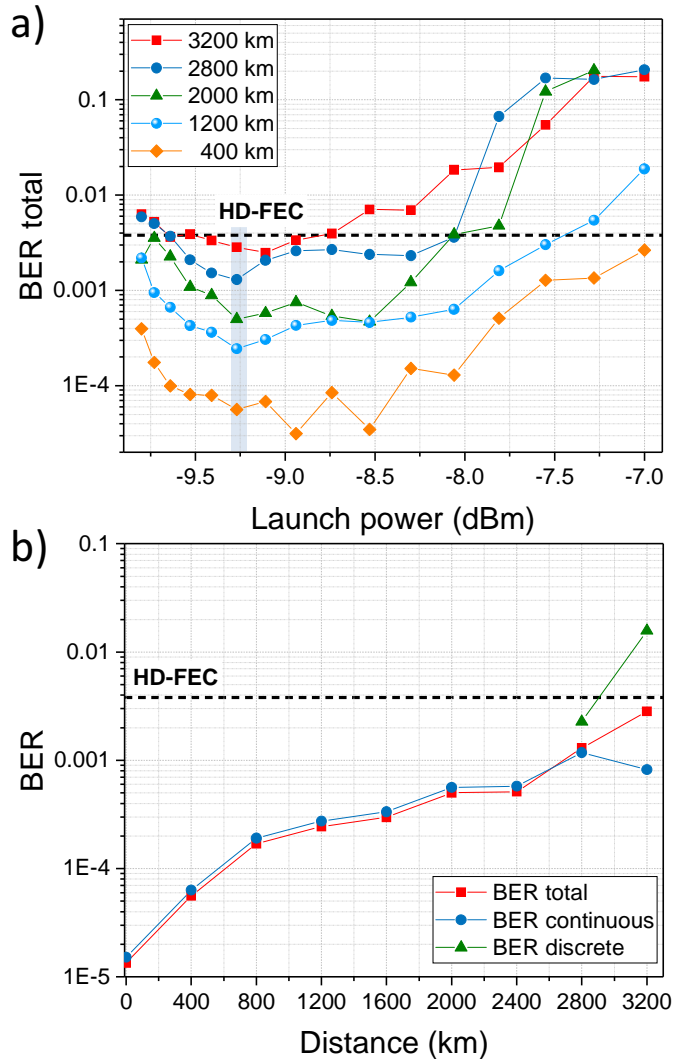 a)
3200 km
2800 km
2000 km
1200 km
400 km
HD-FEC
BER total
0.1
0.01
0.001
1E-4
-9.5 -9.0 -8.5 -8.0 -7.5 -7.0
Launch power (dBm)
b)
0.1
0.01
0.001
1E-4
1E-5
BER
HD-FEC
BER total
BER continuous
BER discrete
0 400 800 1200 1600 2000 2400 2800 3200
Distance (km)